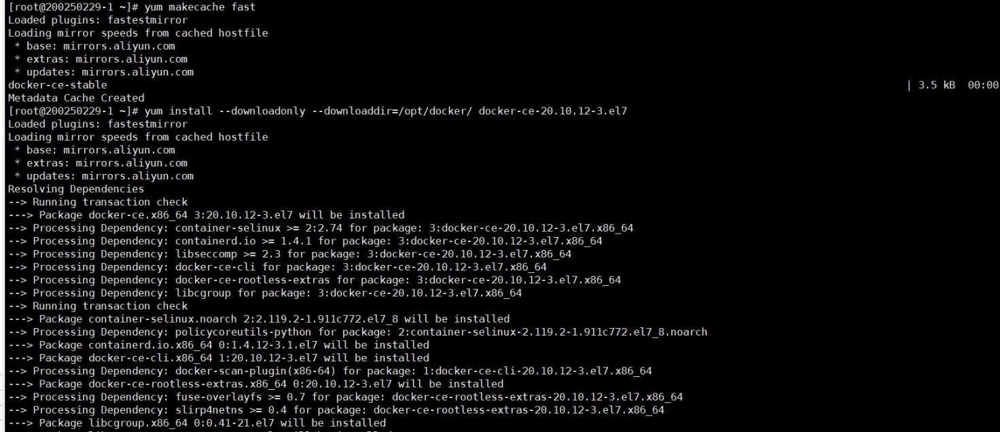 [root@200250229-1 ~]# yum makecache fast
Loaded plugins: fastestmirror
Loading mirror speeds from cached hostfile
 * base: mirrors.aliyun.com
 * extras: mirrors.aliyun.com
 * updates: mirrors.aliyun.com
docker-ce-stable | 3.5 kB 00:00
Metadata Cache Created
[root@200250229-1 ~]# yum install --downloadonly --downloaddir=/opt/docker/ docker-ce-20.10.12-3.el7
Loaded plugins: fastestmirror
Loading mirror speeds from cached hostfile
 * base: mirrors.aliyun.com
 * extras: mirrors.aliyun.com
 * updates: mirrors.aliyun.com
Resolving Dependencies
--> Running transaction check
---> Package docker-ce.x86_64 3:20.10.12-3.el7 will be installed
--> Processing Dependency: container-selinux >= 2:2.74 for package: 3:docker-ce-20.10.12-3.el7.x86_64
--> Processing Dependency: containerd.io >= 1.4.1 for package: 3:docker-ce-20.10.12-3.el7.x86_64
--> Processing Dependency: libseccomp >= 2.3 for package: 3:docker-ce-20.10.12-3.el7.x86_64
--> Processing Dependency: docker-ce-cli for package: 3:docker-ce-20.10.12-3.el7.x86_64
--> Processing Dependency: docker-ce-rootless-extras for package: 3:docker-ce-20.10.12-3.el7.x86_64
--> Processing Dependency: libcgroup for package: 3:docker-ce-20.10.12-3.el7.x86_64
--> Running transaction check
---> Package container-selinux.noarch 2:2.119.2-1.911c772.el7_8 will be installed
--> Processing Dependency: policycoreutils-python for package: 2:container-selinux-2.119.2-1.911c772.el7_8.noarch
---> Package containerd.io.x86_64 0:1.4.12-3.1.el7 will be installed
---> Package docker-ce-cli.x86_64 1:20.10.12-3.el7 will be installed
--> Processing Dependency: docker-scan-plugin(x86-64) for package: 1:docker-ce-cli-20.10.12-3.el7.x86_64
---> Package docker-ce-rootless-extras.x86_64 0:20.10.12-3.el7 will be installed
--> Processing Dependency: fuse-overlayfs >= 0.7 for package: docker-ce-rootless-extras-20.10.12-3.el7.x86_64
--> Processing Dependency: slirp4netns >= 0.4 for package: docker-ce-rootless-extras-20.10.12-3.el7.x86_64
---> Package libcgroup.x86_64 0:0.41-21.el7 will be installed